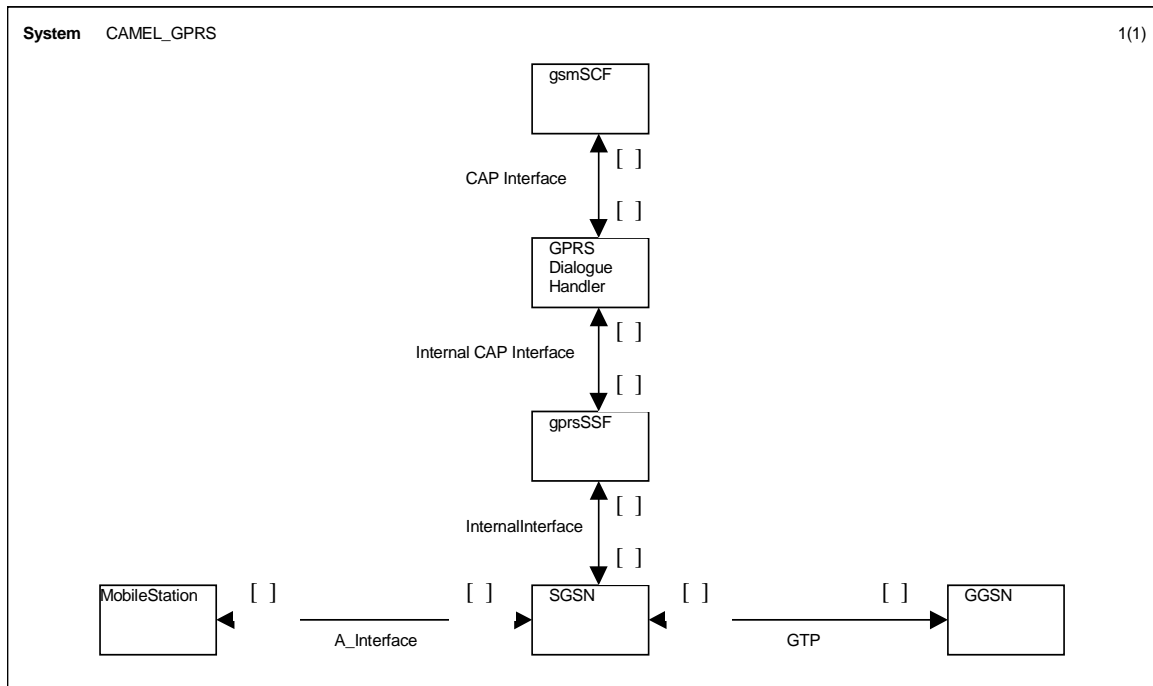 System CAMEL_GPRS 1(1)
gsmSCF
[ ]
CAP Interface
[ ]
GPRS
Dialogue
Handler
[ ]
Internal CAP Interface
[ ]
gprsSSF
[ ]
InternalInterface
[ ]
MobileStation [ ] [ ] SGSN [ ] [ ] GGSN
A_Interface GTP